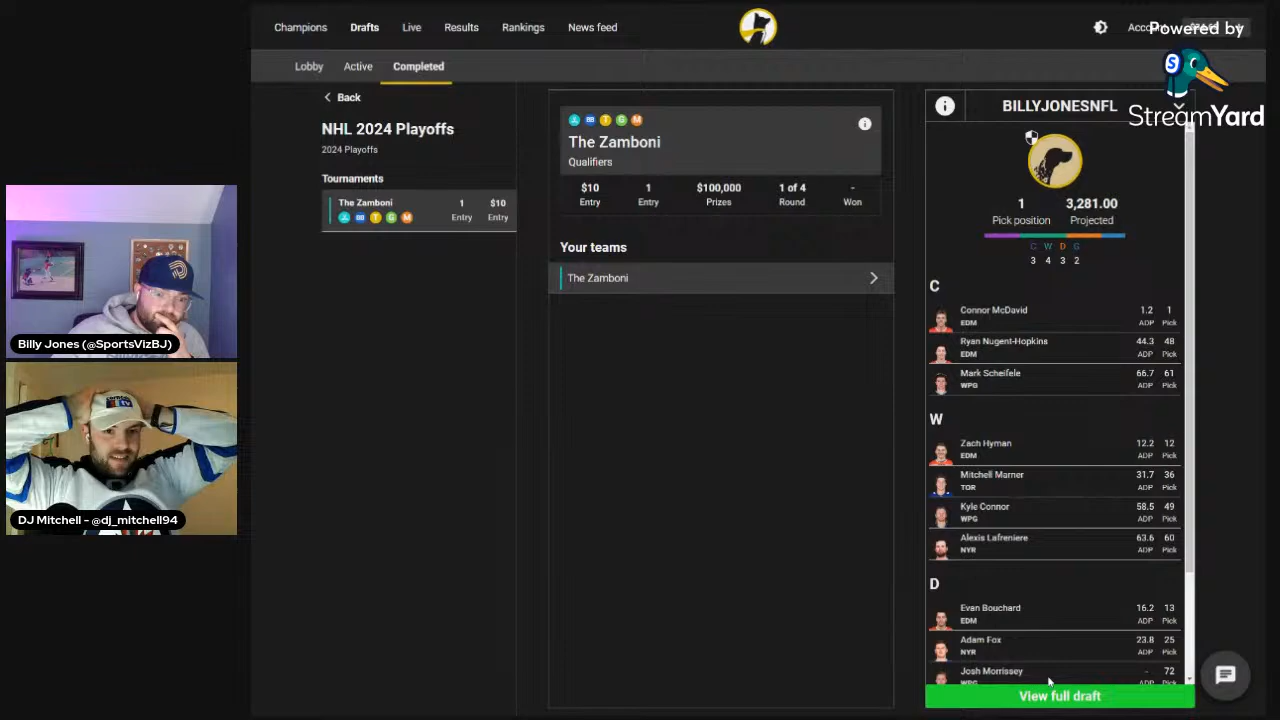 Champions Drafts Live Results Rankings News feed
Powered by
StreamYard
Lobby Active Completed
Back
NHL 2024 Playoffs
2024 Playoffs
Tournaments
The Zamboni 1 $10
Entry Entry
The Zamboni
Qualifiers
$10 1 $100,000 1 of 4 -
Entry Entry Prizes Round Won
Your teams
The Zamboni
BILLYJONESNFL
1 3,281.00
Pick position Projected
C W D G
3 4 3 2
C
Connor McDavid 1.2 1
EDM ADP Pick
Ryan Nugent-Hopkins 44.3 48
EDM ADP Pick
Mark Scheifele 66.7 61
WPG ADP Pick
W
Zach Hyman 12.2 12
EDM ADP Pick
Mitchell Marner 31.7 36
TOR ADP Pick
Kyle Connor 58.5 49
WPG ADP Pick
Alexis Lafreniere 63.6 60
NYR ADP Pick
D
Evan Bouchard 16.2 13
EDM ADP Pick
Adam Fox 23.8 25
NYR ADP Pick
Josh Morrissey - 72
WPG ADP Pick
View full draft
Billy Jones (@SportsVizBJ)
DJ Mitchell - @dj_mitchell94